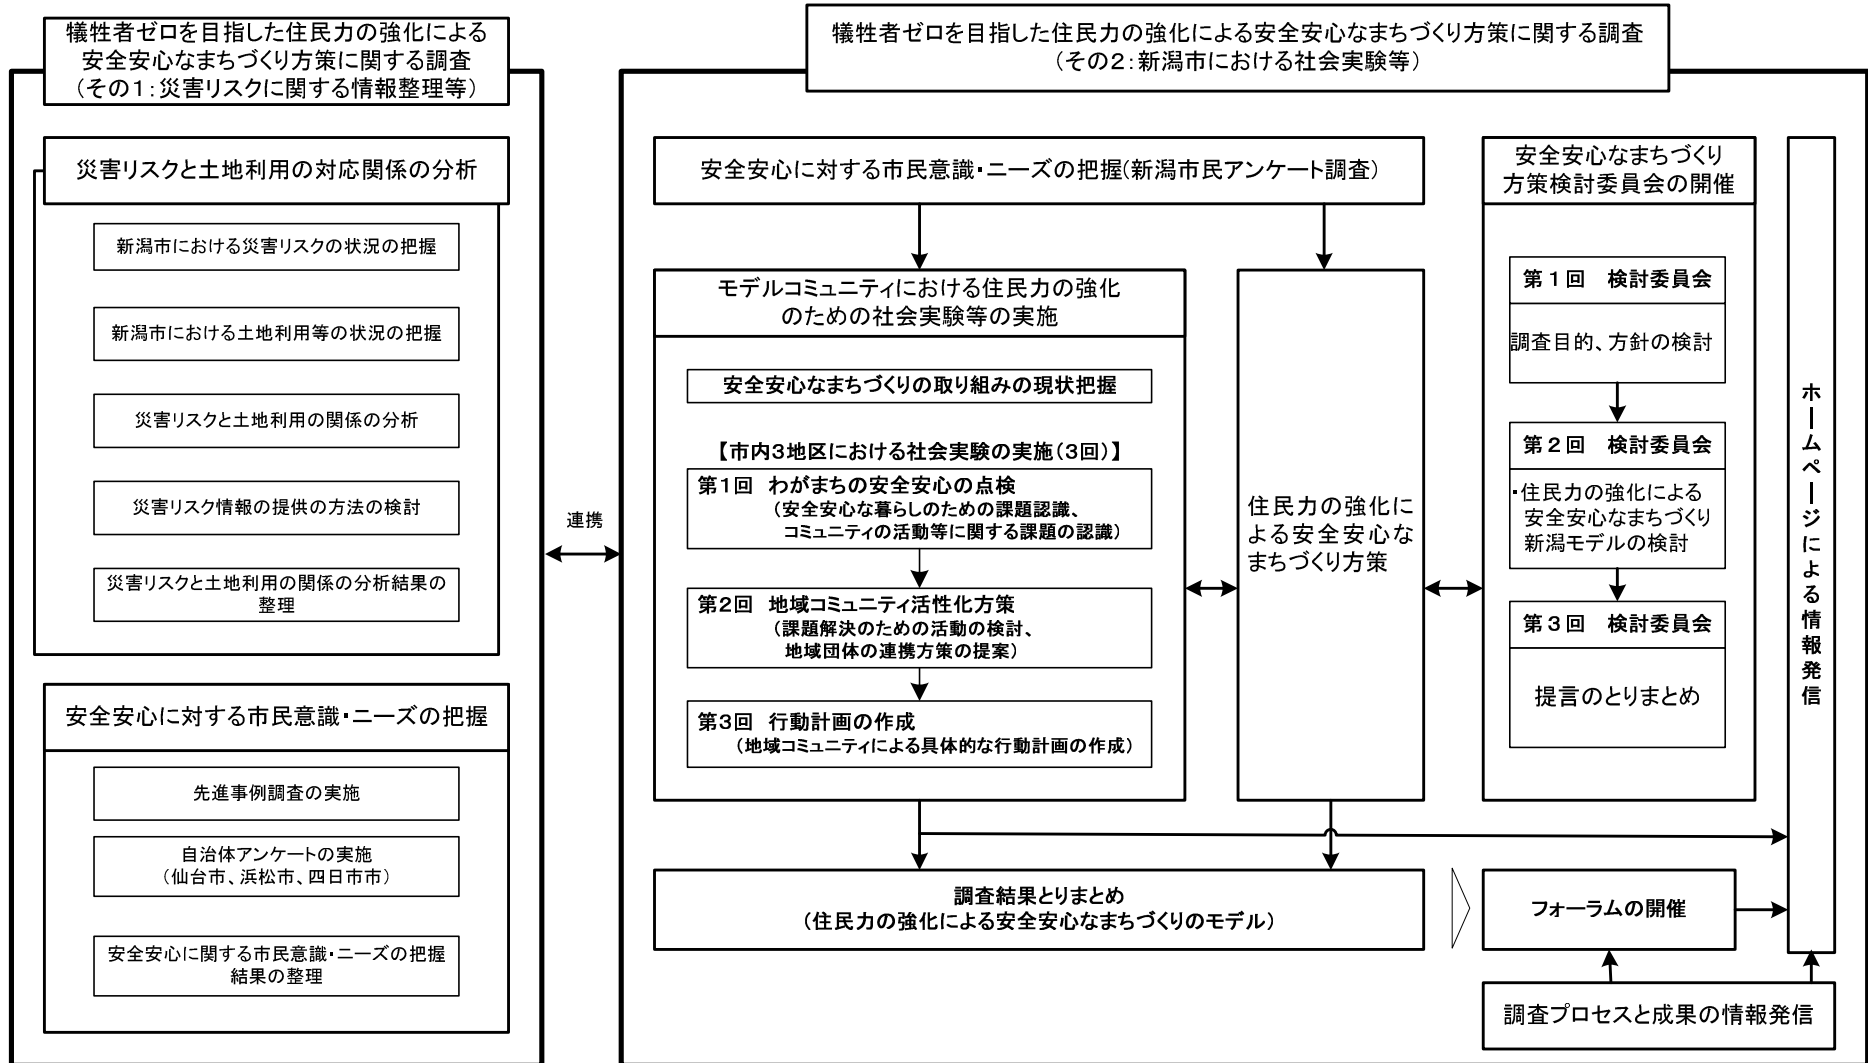 犠牲者ゼロを目指した住民力の強化による
安全安心なまちづくり方策に関する調査
（その１：災害リスクに関する情報整理等）
災害リスクと土地利用の対応関係の分析
新潟市における災害リスクの状況の把握
新潟市における土地利用等の状況の把握
災害リスクと土地利用の関係の分析
災害リスク情報の提供の方法の検討
災害リスクと土地利用の関係の分析結果の
整理
安全安心に対する市民意識・ニーズの把握
先進事例調査の実施
自治体アンケートの実施
（仙台市、浜松市、四日市市）
安全安心に関する市民意識・ニーズの把握
結果の整理
連携
犠牲者ゼロを目指した住民力の強化による安全安心なまちづくり方策に関する調査
（その２：新潟市における社会実験等）
安全安心に対する市民意識・ニーズの把握(新潟市民アンケート調査）
モデルコミュニティにおける住民力の強化
のための社会実験等の実施
安全安心なまちづくりの取り組みの現状把握
【市内３地区における社会実験の実施（３回）】
第１回　わがまちの安全安心の点検
（安全安心な暮らしのための課題認識、
コミュニティの活動等に関する課題の認識）
第２回　地域コミュニティ活性化方策
（課題解決のための活動の検討、
地域団体の連携方策の提案）
第３回　行動計画の作成
（地域コミュニティによる具体的な行動計画の作成）
住民力の強化に
よる安全安心な
まちづくり方策
安全安心なまちづくり
方策検討委員会の開催
第１回　検討委員会
調査目的、方針の検討
第２回　検討委員会
・住民力の強化による
安全安心なまちづくり
新潟モデルの検討
第３回　検討委員会
提言のとりまとめ
ホームページによる情報発信
調査結果とりまとめ
（住民力の強化による安全安心なまちづくりのモデル）
フォーラムの開催
調査プロセスと成果の情報発信